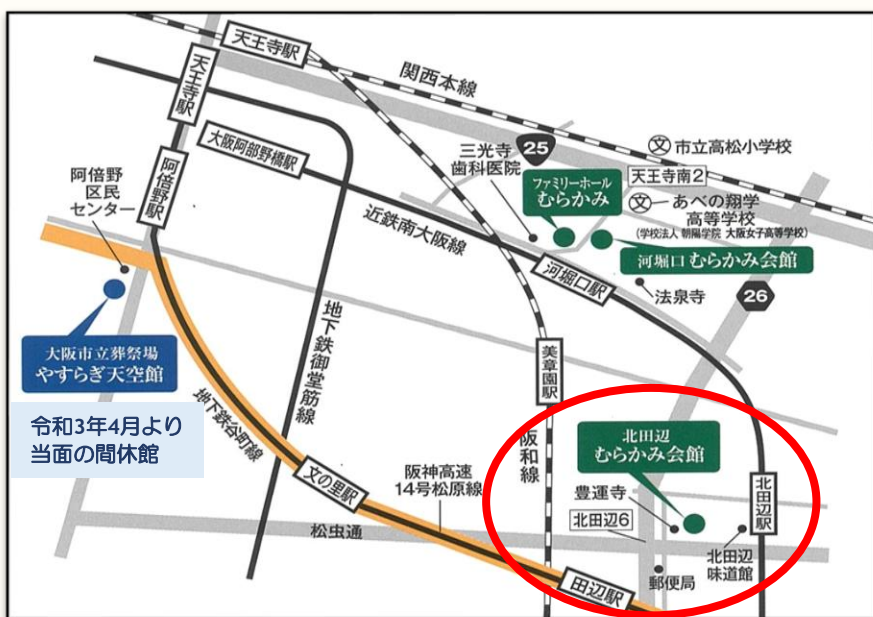 天王寺駅
天王寺駅
関西本線
大阪阿部野橋駅
25
三光寺
歯科医院
市立高松小学校
文
天王寺南2
ファミリーホール
むらかみ
文
あべの翔学
高等学校
(学校法人 朝陽学院 大阪女子高等学校)
阿倍野
区民
センター
阿倍野駅
近鉄南大阪線
河堀口 むらかみ会館
河堀口駅
法泉寺
26
大阪市立葬祭場
やすらぎ天空館
地下鉄御堂筋線
美章園駅
令和3年4月より
当面の間休館
地下鉄谷町線
阪和線
北田辺
むらかみ会館
文の里駅
阪神高速
14号松原線
豊運寺
北田辺6
北田辺駅
松虫通
北田辺
味道館
田辺駅
郵便局